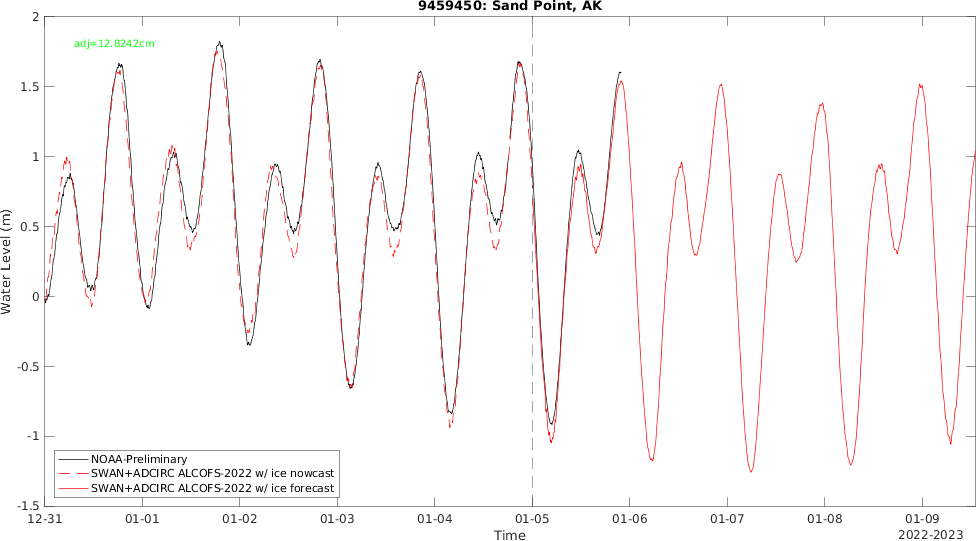 9459450: Sand Point, AK
adj=12.8242cm
2
1.5
1
0.5
0
-0.5
-1
-1.5
Water Level (m)
NOAA-Preliminary
SWAN+ADCIRC ALCOFS-2022 w/ ice nowcast
SWAN+ADCIRC ALCOFS-2022 w/ ice forecast
12-31 01-01 01-02 01-03 01-04 01-05 01-06 01-07 01-08 01-09
Time
2022-2023